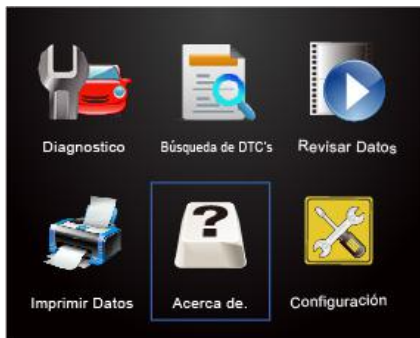 Diagnostico
Búsqueda de DTC's
Revisar Datos
Imprimir Datos
Acerca de.
Configuración